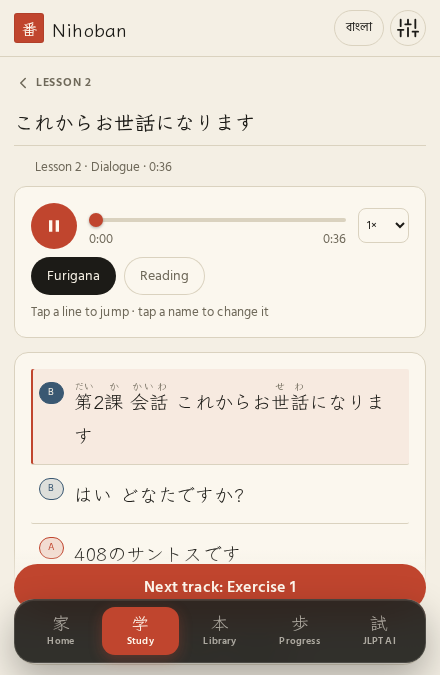 番 Nihoban বাংলা
LESSON 2
これからお世話になります
Lesson 2 · Dialogue · 0:36
0:00 0:36 1×
Furigana Reading
Tap a line to jump · tap a name to change it
だい か かい わ せ わ
B 第2課 会話 これからお世話になりま
す
B はい どなたですか?
A 408のサントスです
Next track: Exercise 1
家 学 本 歩 試
Home Study Library Progress JLPT AI